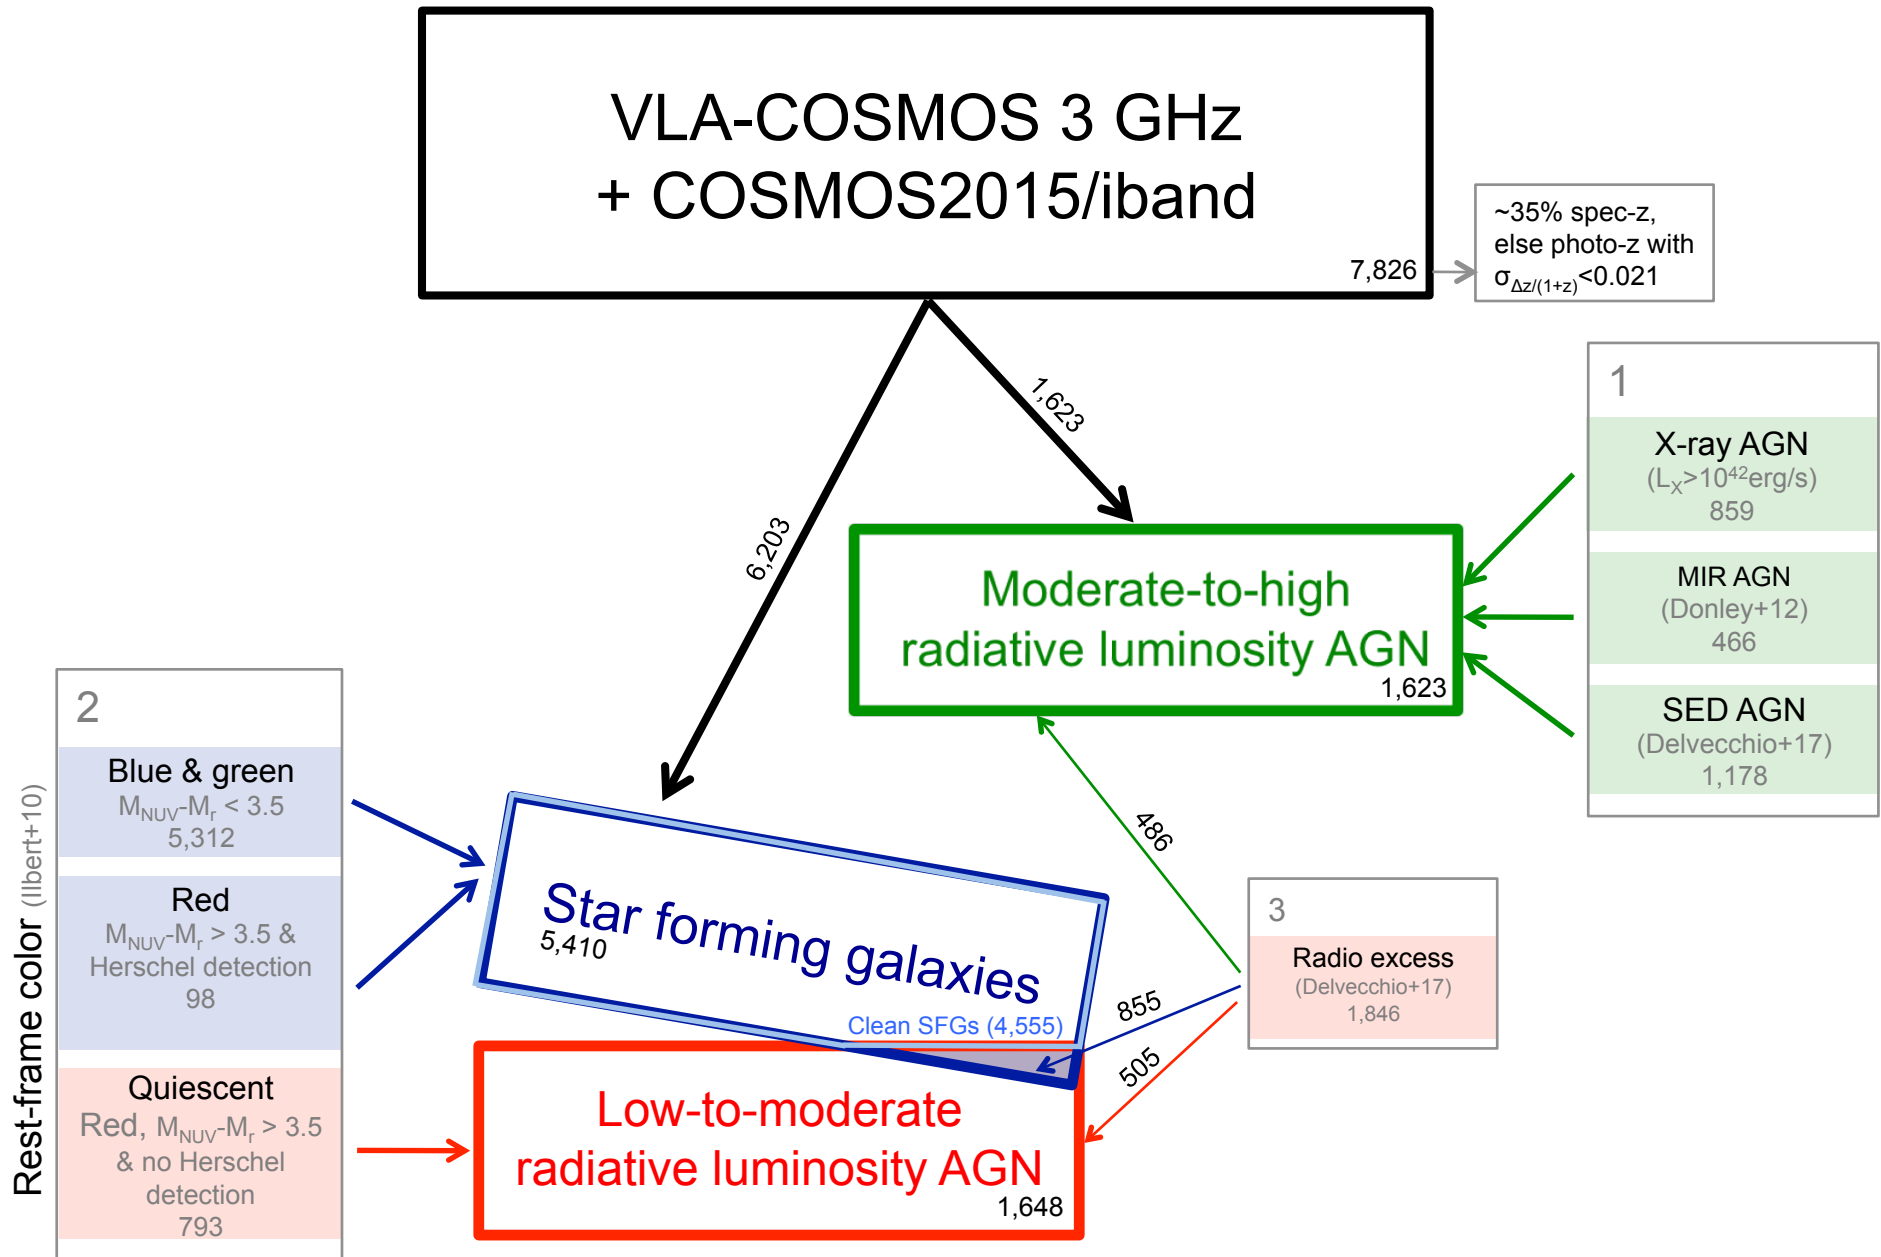 VLA-COSMOS 3 GHz
+ COSMOS2015/iband
7,826
~35% spec-z,
else photo-z with
σΔz/(1+z)<0.021
1,623
6,203
1
X-ray AGN
(LX>10⁴²erg/s)
859
MIR AGN
(Donley+12)
466
SED AGN
(Delvecchio+17)
1,178
Moderate-to-high
radiative luminosity AGN
1,623
Rest-frame color (Ilbert+10)
2
Blue & green
MNUV-Mr < 3.5
5,312
Red
MNUV-Mr > 3.5 &
Herschel detection
98
Quiescent
Red, MNUV-Mr > 3.5
& no Herschel
detection
793
Star forming galaxies
5,410
Clean SFGs (4,555)
486
855
505
3
Radio excess
(Delvecchio+17)
1,846
Low-to-moderate
radiative luminosity AGN
1,648